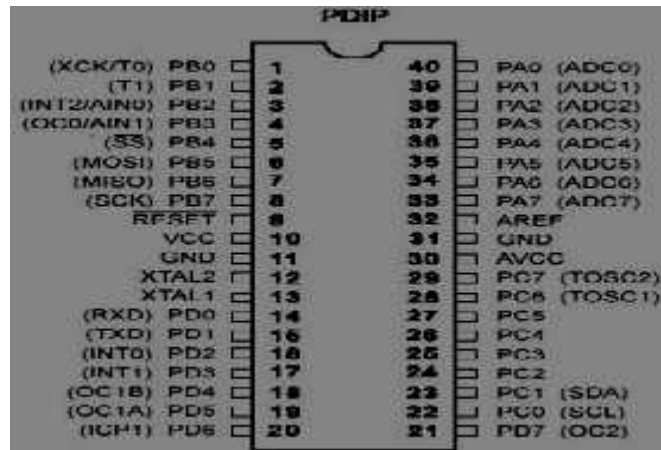 PDIP
(XCK/T0) PB0 1 40 PA0 (ADC0)
(T1) PB1 2 39 PA1 (ADC1)
(INT2/AIN0) PB2 3 38 PA2 (ADC2)
(OC0/AIN1) PB3 4 37 PA3 (ADC3)
(SS) PB4 5 36 PA4 (ADC4)
(MOSI) PB5 6 35 PA5 (ADC5)
(MISO) PB6 7 34 PA6 (ADC6)
(SCK) PB7 8 33 PA7 (ADC7)
RESET 9 32 AREF
VCC 10 31 GND
GND 11 30 AVCC
XTAL2 12 29 PC7 (TOSC2)
XTAL1 13 28 PC6 (TOSC1)
(RXD) PD0 14 27 PC5
(TXD) PD1 15 26 PC4
(INT0) PD2 16 25 PC3
(INT1) PD3 17 24 PC2
(OC1B) PD4 18 23 PC1 (SDA)
(OC1A) PD5 19 22 PC0 (SCL)
(ICP1) PD6 20 21 PD7 (OC2)